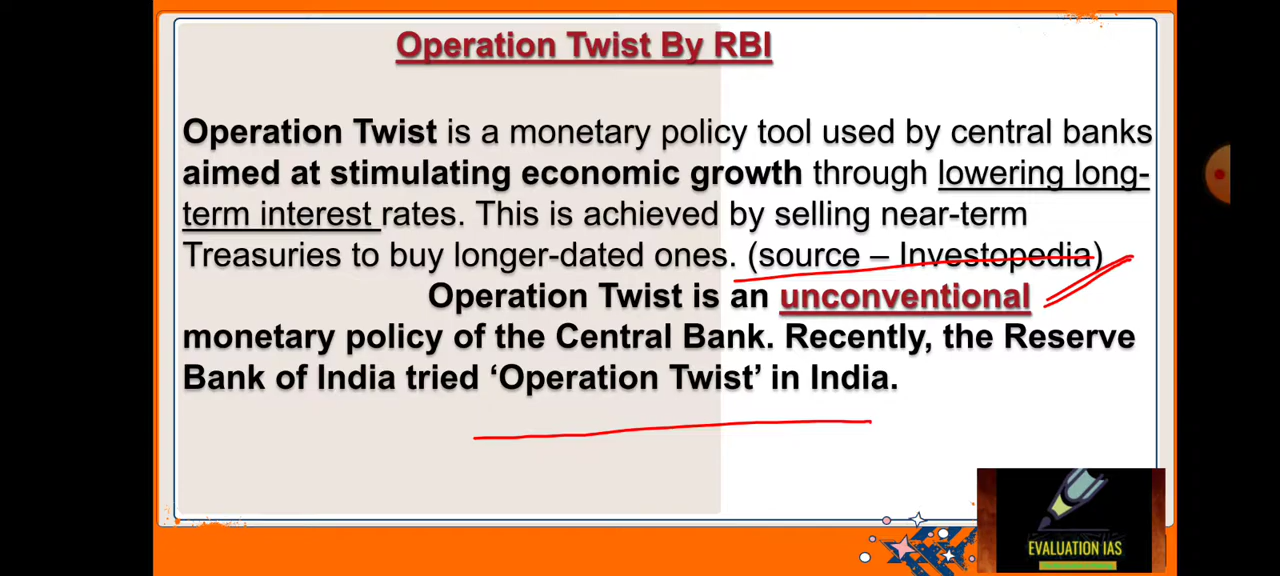 Operation Twist By RBI
Operation Twist is a monetary policy tool used by central banks
aimed at stimulating economic growth through lowering long-
term interest rates. This is achieved by selling near-term
Treasuries to buy longer-dated ones. (source – Investopedia)
Operation Twist is an unconventional
monetary policy of the Central Bank. Recently, the Reserve
Bank of India tried ‘Operation Twist’ in India.
EVALUATION IAS